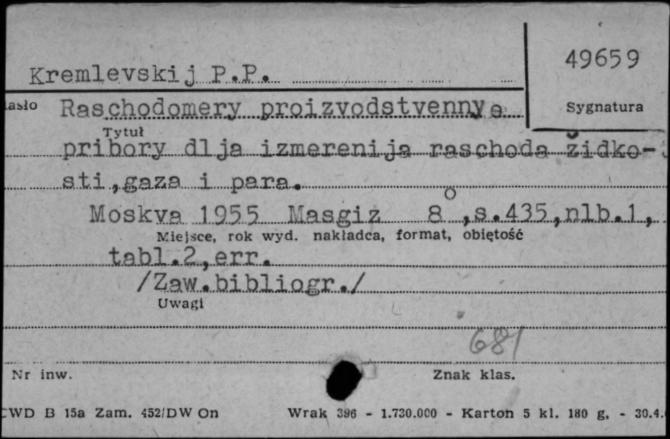 49659
Kremlevskij P.P.
asło Raschodomery proizvodstvennye Sygnatura
Tytuł
pribory dlja izmerenija raschoda židko-
sti,gaza i para.
Moskva 1955 Masgiz 8°,s.435,nlb.1,
Miejsce, rok wyd. nakładca, format, objętość
tabl.2,err.
/Zaw.bibliogr./
Uwagi
681
Nr inw. Znak klas.
CWD B 15a Zam. 452/DW On Wrak 396 - 1.730.000 - Karton 5 kl. 180 g, - 30.4.